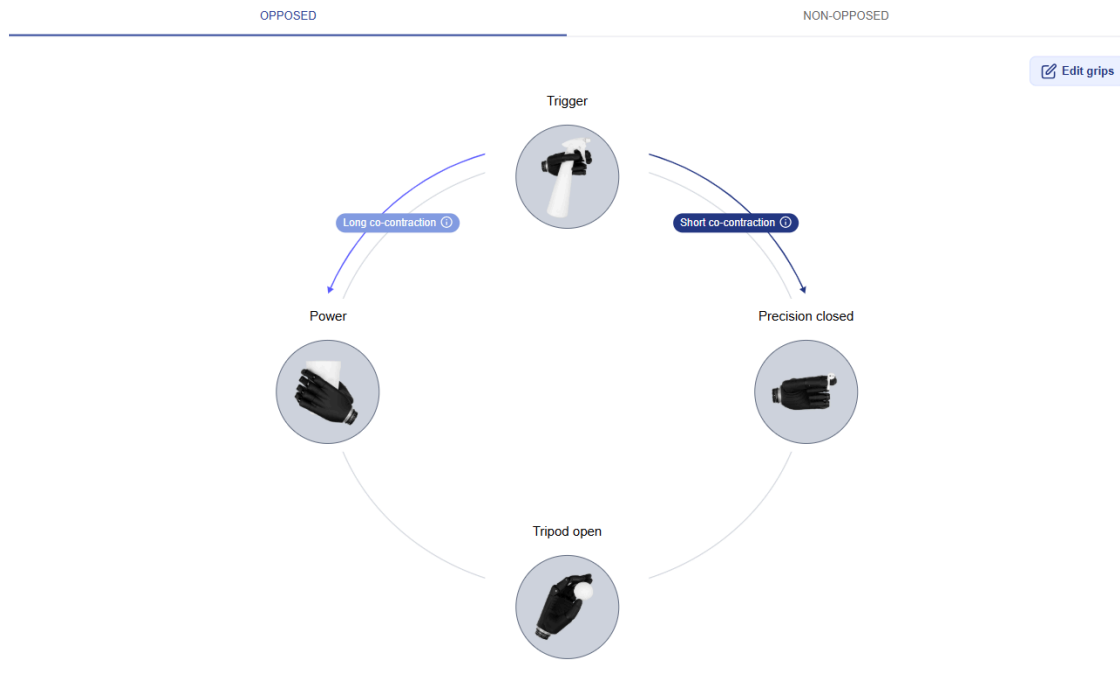 OPPOSED
NON-OPPOSED
Edit grips
Trigger
Long co-contraction
Short co-contraction
Power
Precision closed
Tripod open